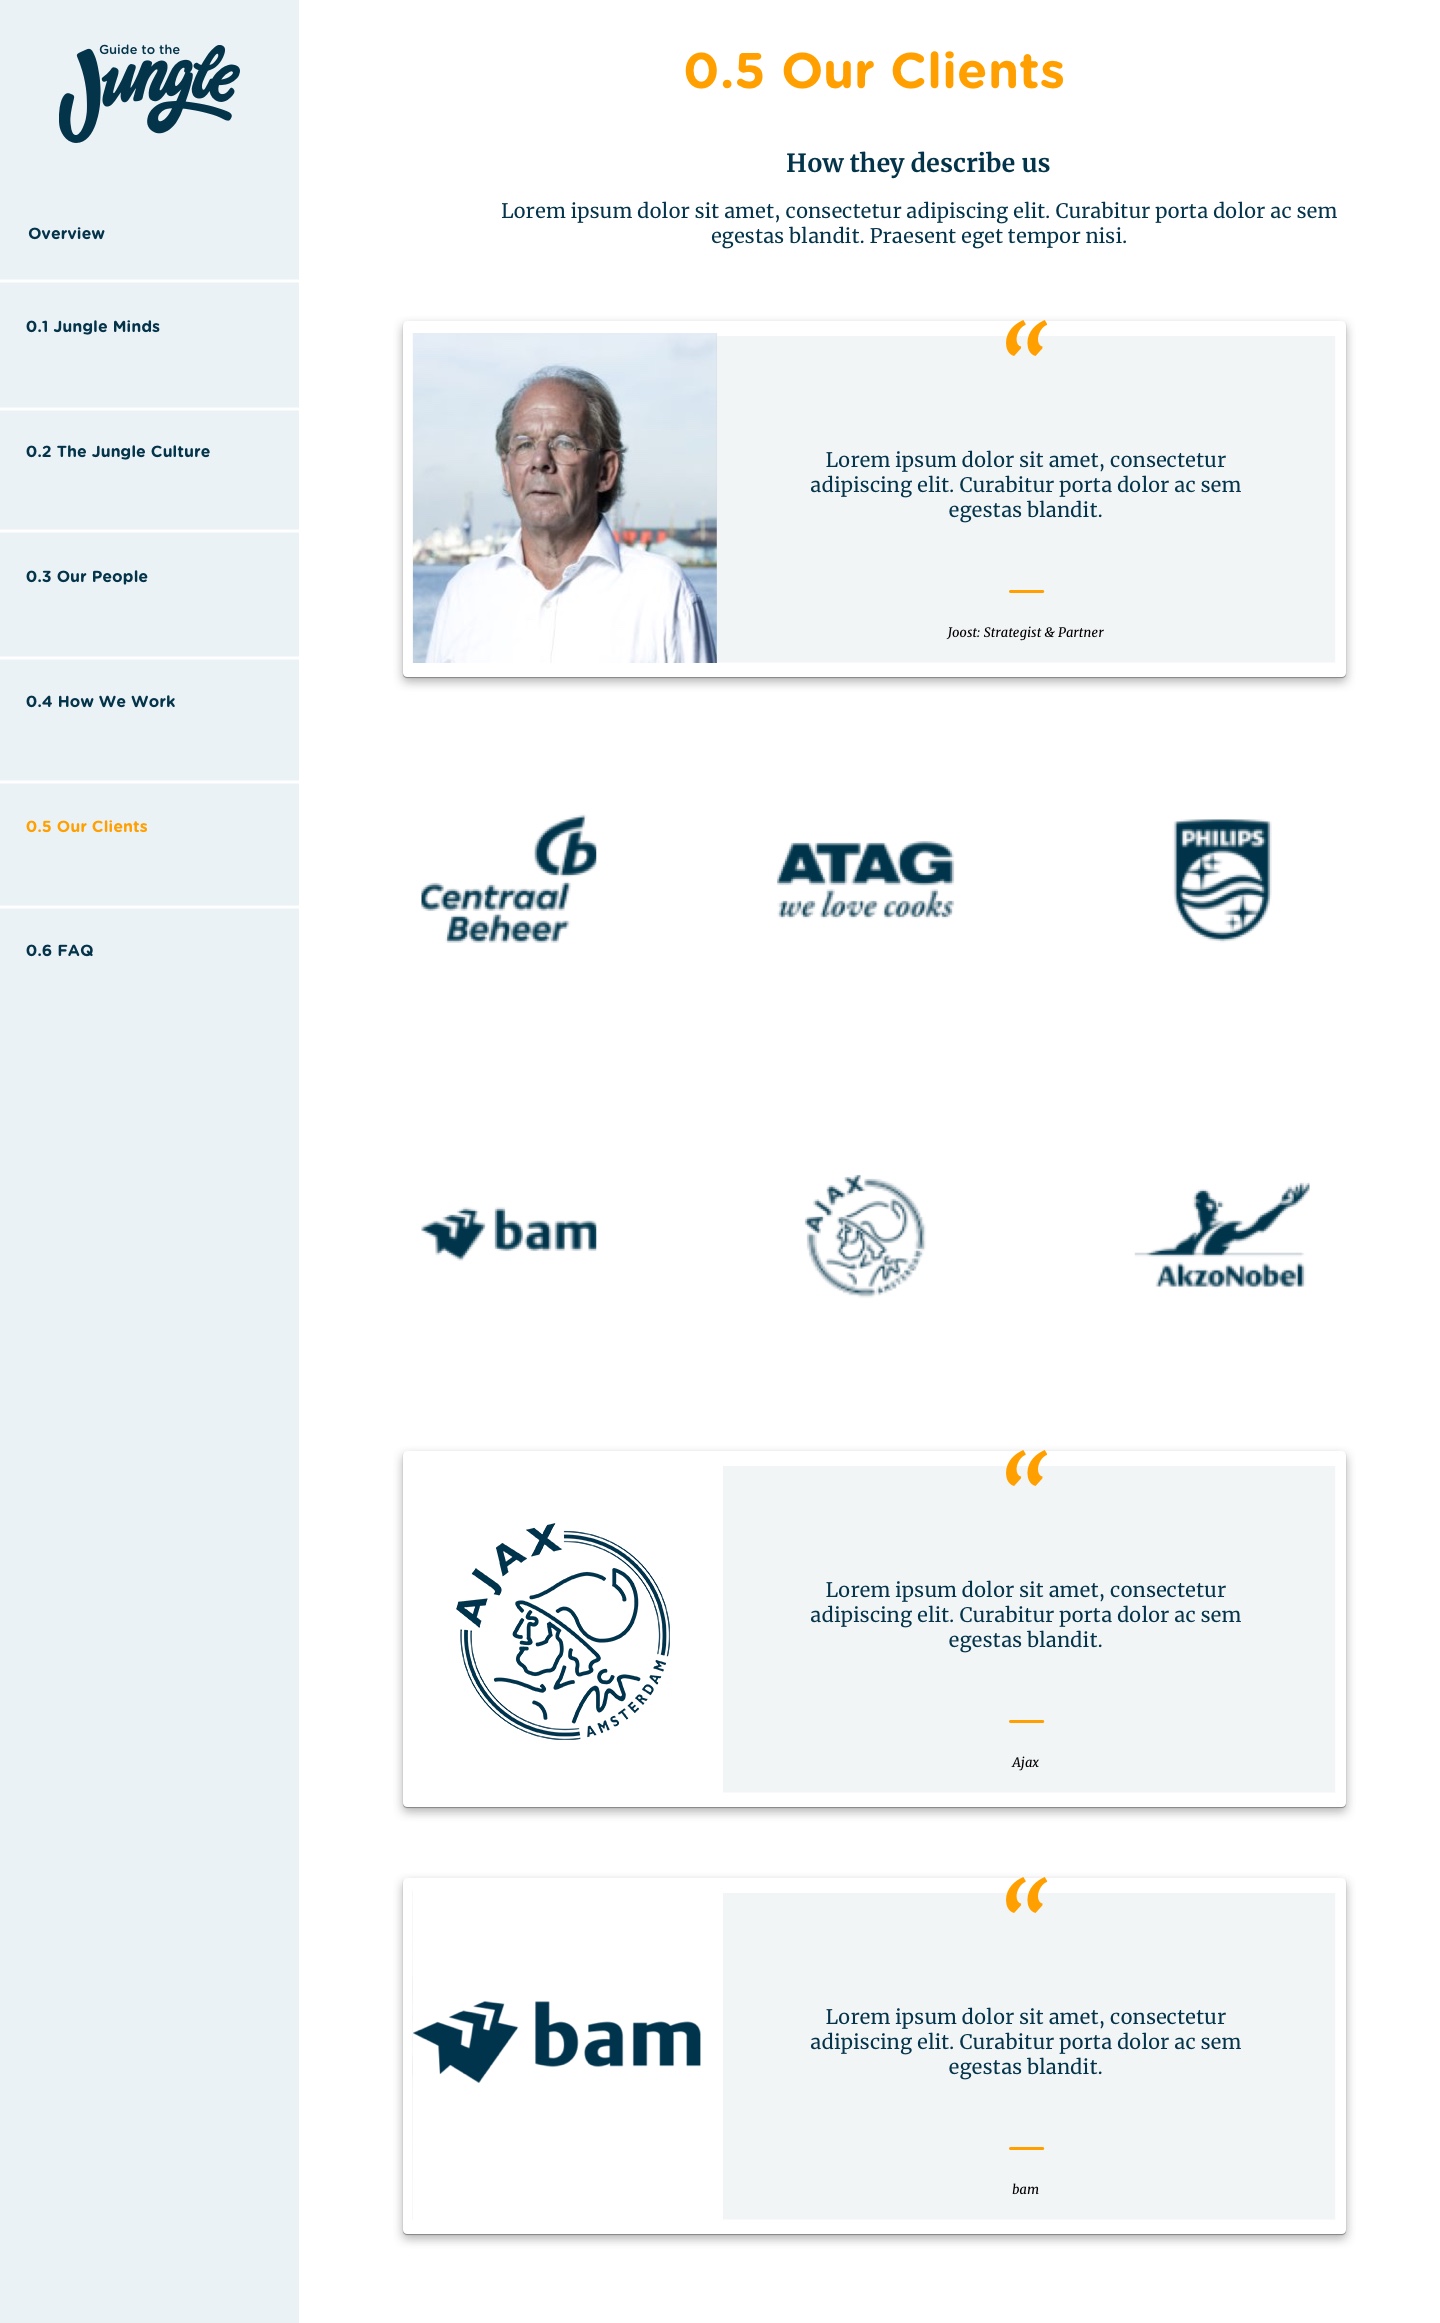 Guide to the
Jungle
Overview
0.1 Jungle Minds
0.2 The Jungle Culture
0.3 Our People
0.4 How We Work
0.5 Our Clients
0.6 FAQ
0.5 Our Clients
How they describe us
Lorem ipsum dolor sit amet, consectetur adipiscing elit. Curabitur porta dolor ac sem
egestas blandit. Praesent eget tempor nisi.
“
Lorem ipsum dolor sit amet, consectetur
adipiscing elit. Curabitur porta dolor ac sem
egestas blandit.
Joost: Strategist & Partner
Cb
Centraal
Beheer
ATAG
we love cooks
PHILIPS
bam
AJAX
AMSTERDAM
AkzoNobel
AJAX
AMSTERDAM
“
Lorem ipsum dolor sit amet, consectetur
adipiscing elit. Curabitur porta dolor ac sem
egestas blandit.
Ajax
bam
“
Lorem ipsum dolor sit amet, consectetur
adipiscing elit. Curabitur porta dolor ac sem
egestas blandit.
bam